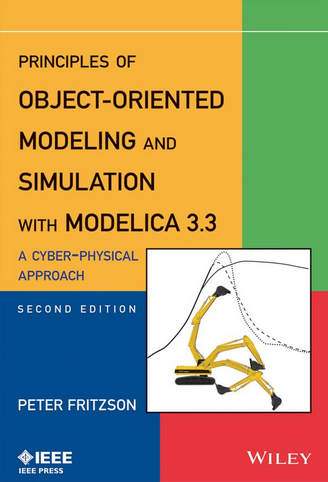 PRINCIPLES OF
OBJECT-ORIENTED
MODELING AND
SIMULATION
WITH MODELICA 3.3
A CYBER-PHYSICAL
APPROACH
SECOND EDITION
PETER FRITZSON
IEEE
IEEE PRESS
WILEY